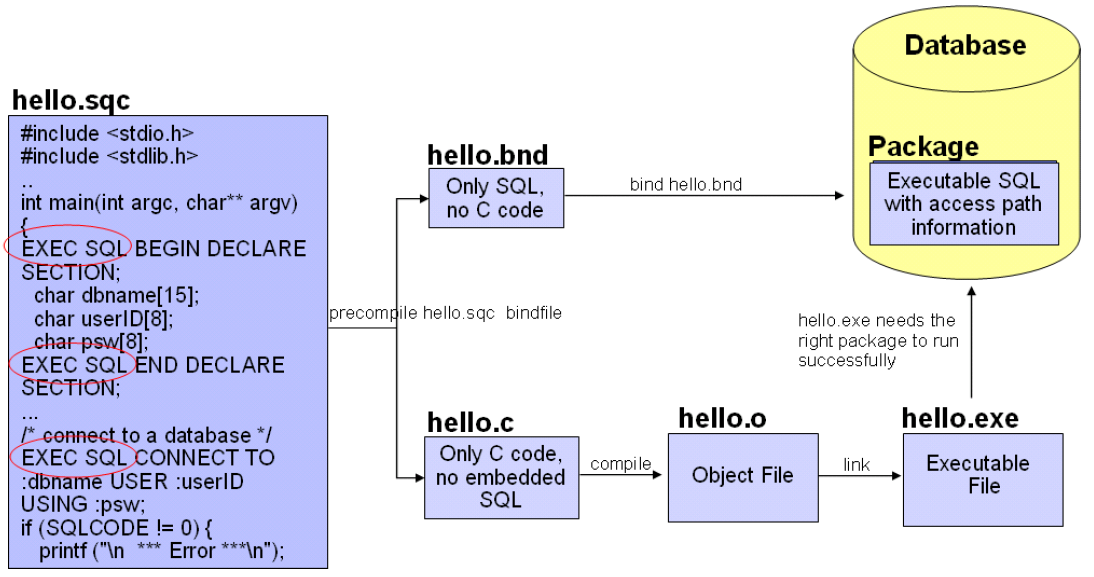 hello.sqc
#include <stdio.h>
#include <stdlib.h>
..
int main(int argc, char** argv)
{
EXEC SQL BEGIN DECLARE
SECTION;
char dbname[15];
char userID[8];
char psw[8];
EXEC SQL END DECLARE
SECTION;
...
/* connect to a database */
EXEC SQL CONNECT TO
:dbname USER :userID
USING :psw;
if (SQLCODE != 0) {
printf ("\n *** Error ***\n");
precompile hello.sqc bindfile
hello.bnd
Only SQL,
no C code
bind hello.bnd
Database
Package
Executable SQL
with access path
information
hello.c
Only C code,
no embedded
SQL
compile
hello.o
Object File
link
hello.exe
Executable
File
hello.exe needs the
right package to run
successfully